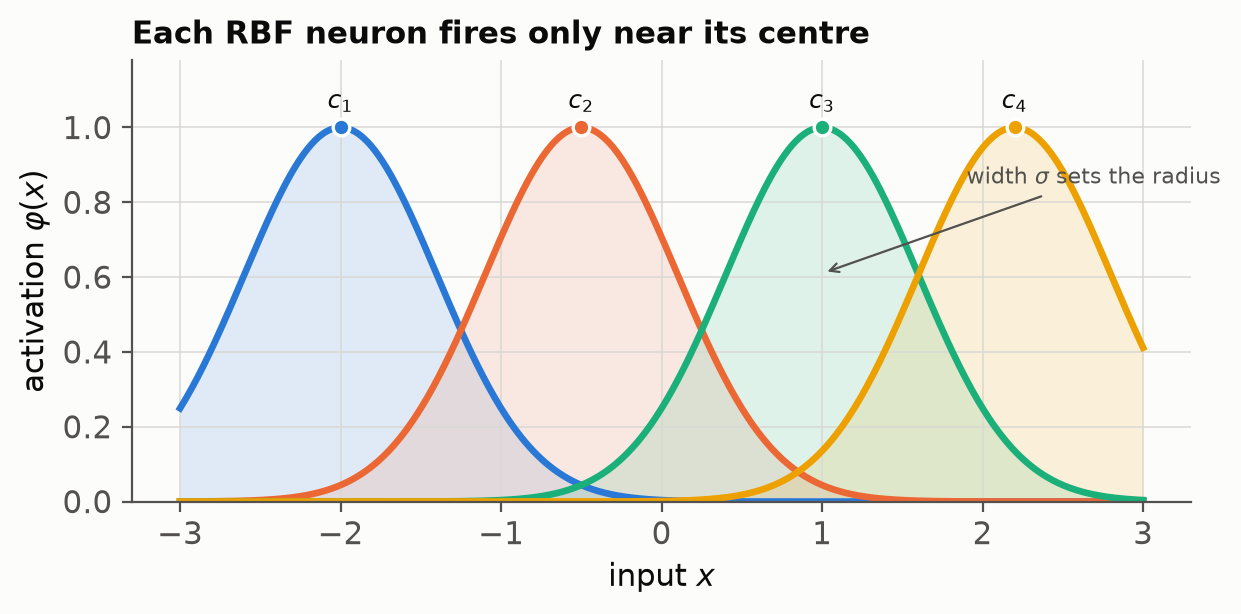 Each RBF neuron fires only near its centre
c₁ c₂ c₃ c₄
width σ sets the radius
activation φ(x)
1.0
0.8
0.6
0.4
0.2
0.0
−3 −2 −1 0 1 2 3
input x